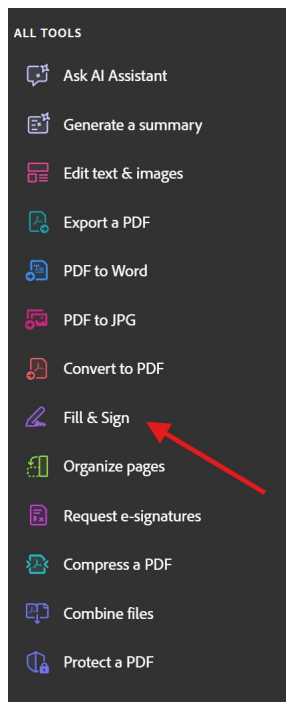 ALL TOOLS
Ask AI Assistant
Generate a summary
Edit text & images
Export a PDF
PDF to Word
PDF to JPG
Convert to PDF
Fill & Sign
Organize pages
Request e-signatures
Compress a PDF
Combine files
Protect a PDF